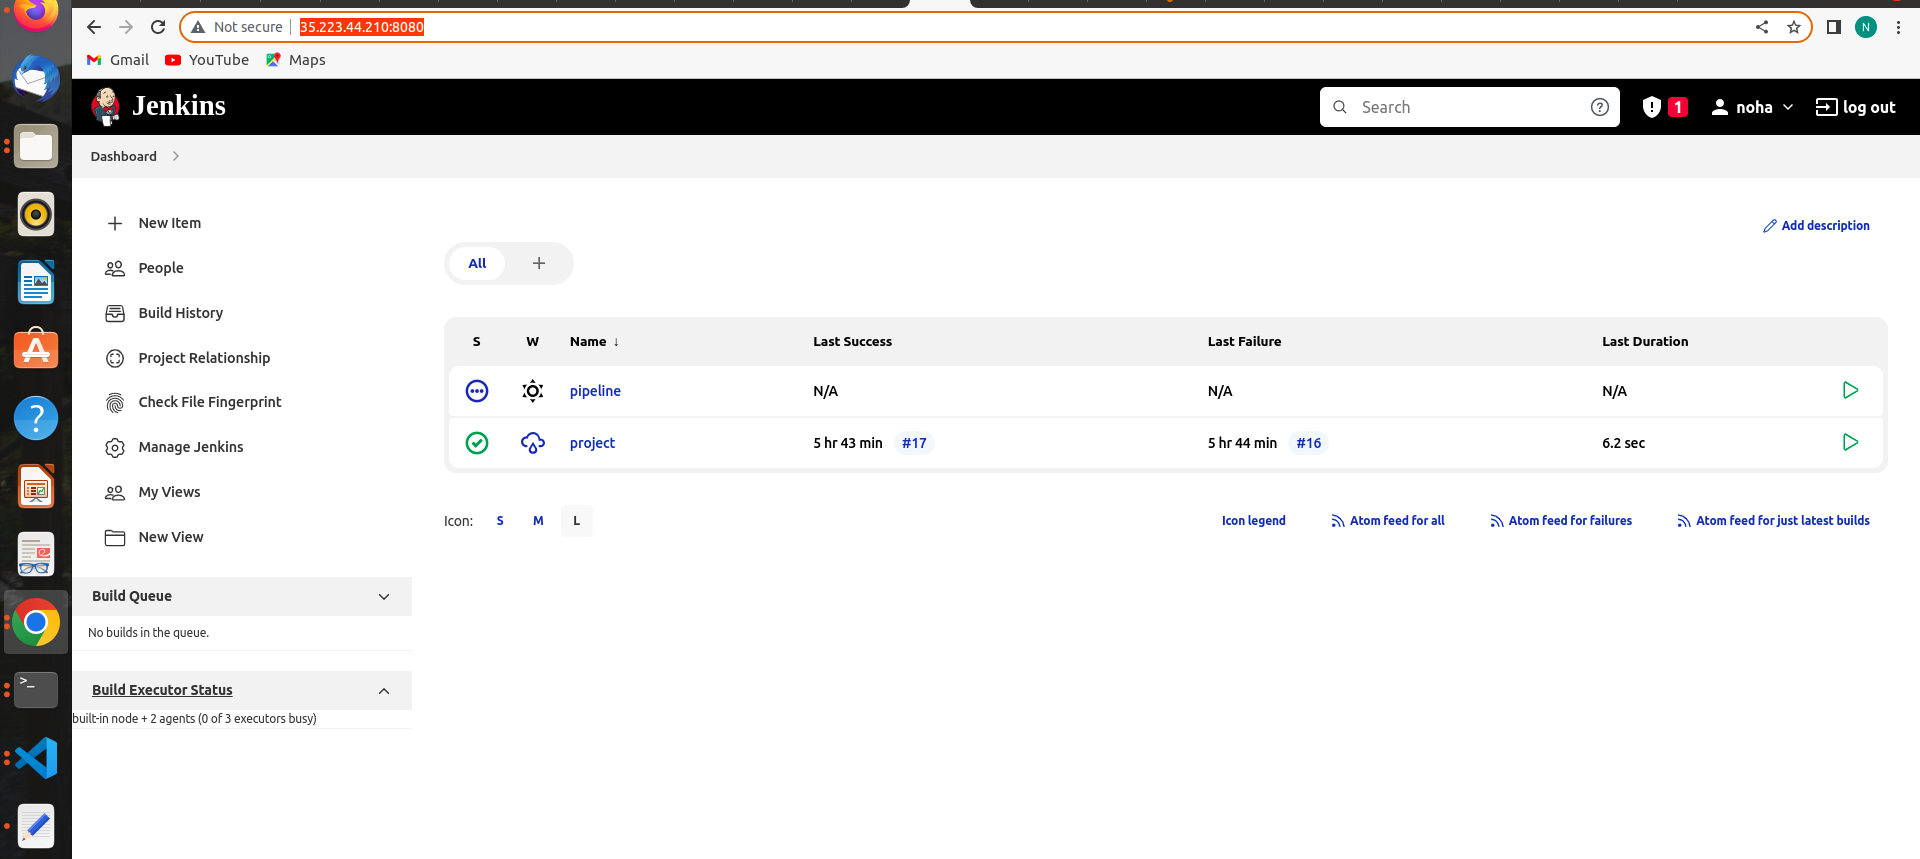 Not secure | 35.223.44.210:8080
N
Gmail YouTube Maps
Jenkins
Search
1
noha
log out
Dashboard
New Item
People
Build History
Project Relationship
Check File Fingerprint
Manage Jenkins
My Views
New View
Build Queue
No builds in the queue.
Build Executor Status
built-in node + 2 agents (0 of 3 executors busy)
Add description
All +
S W Name ↓ Last Success Last Failure Last Duration
pipeline N/A N/A N/A
project 5 hr 43 min #17 5 hr 44 min #16 6.2 sec
Icon: S M L
Icon legend Atom feed for all Atom feed for failures Atom feed for just latest builds